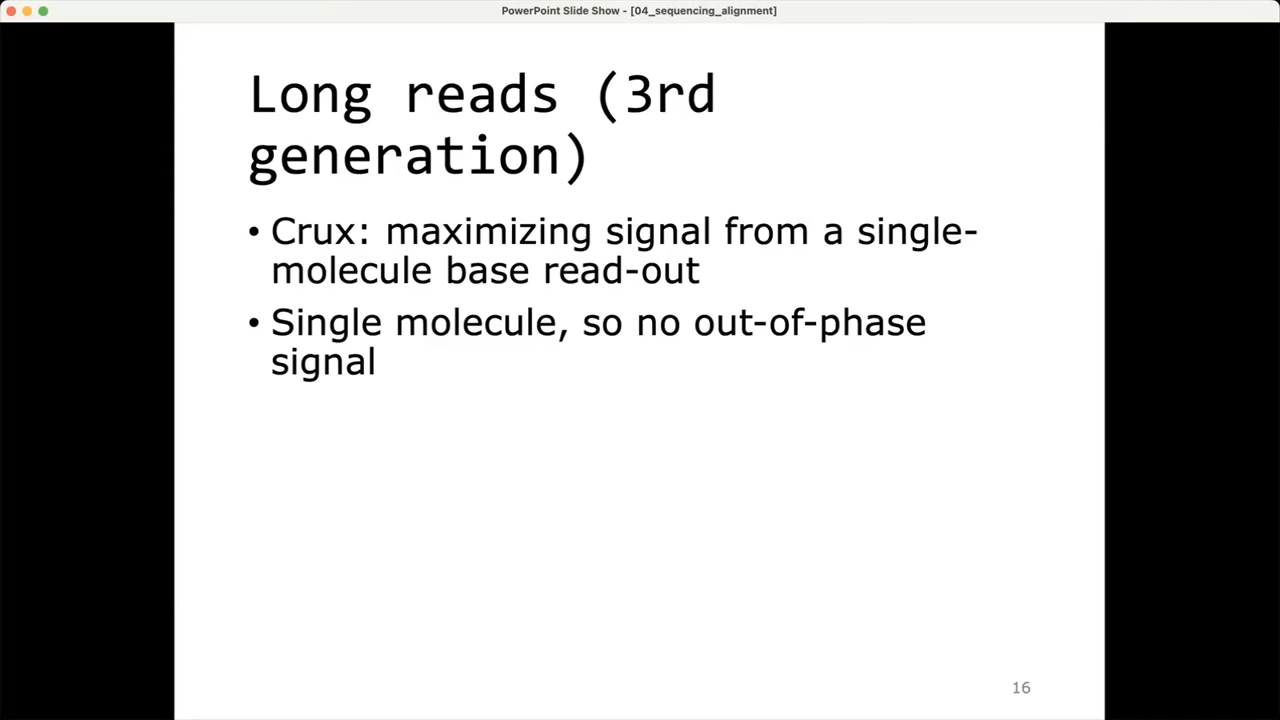 PowerPoint Slide Show - [04_sequencing_alignment]
Long reads (3rd
generation)
• Crux: maximizing signal from a single-
molecule base read-out
• Single molecule, so no out-of-phase
signal
16